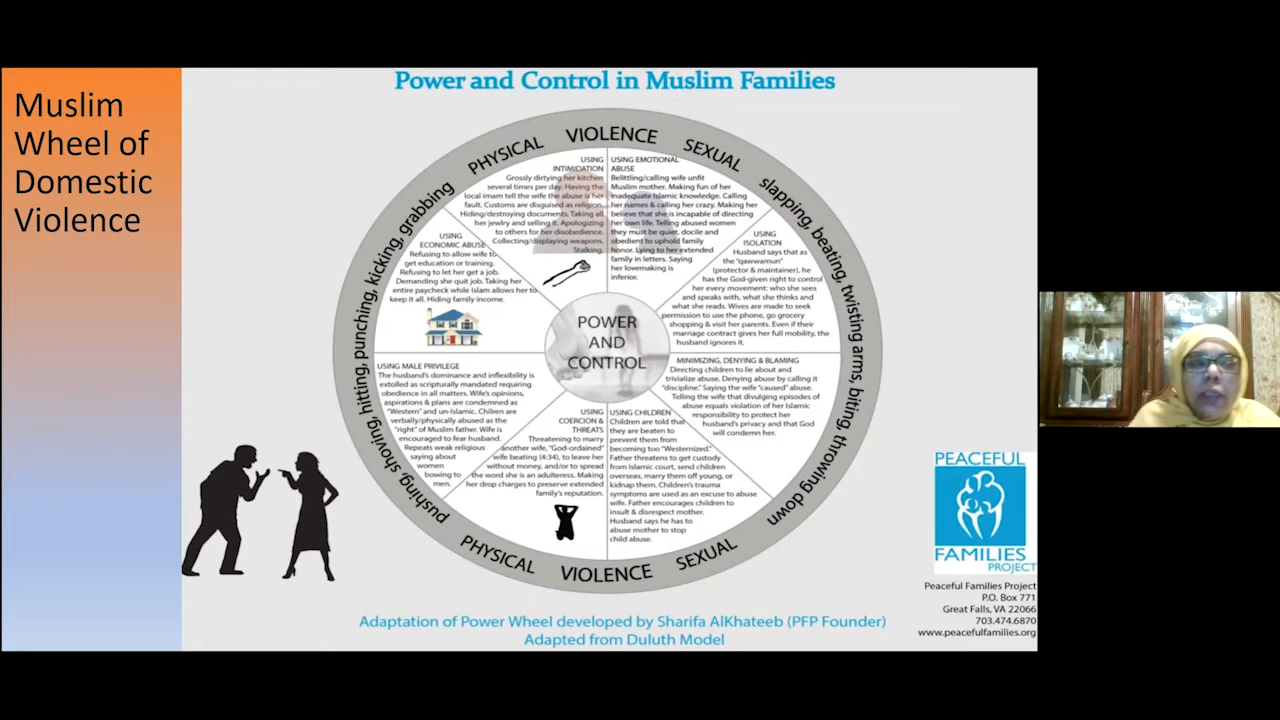 Muslim
Wheel of
Domestic
Violence
Power and Control in Muslim Families
PHYSICAL VIOLENCE SEXUAL
slapping, beating, twisting arms, biting, throwing down
pushing, shoving, hitting, punching, kicking, grabbing
PHYSICAL VIOLENCE SEXUAL
POWER
AND
CONTROL
USING
INTIMIDATION
Grossly dirtying her kitchen
several times per day. Having the
local imam tell the wife the abuse is her
fault. Customs are disguised as religion.
Hiding/destroying documents. Taking all
her jewlry and selling it. Apologizing
to others for her disobedience.
Collecting/displaying weapons.
Stalking.
USING EMOTIONAL
ABUSE
Belittling/calling wife unfit
Muslim mother. Making fun of her
inadequate Islamic knowledge. Calling
her names & calling her crazy. Making her
believe that she is incapable of directing
her own life. Telling abused women
they must be quiet, docile and
obedient to uphold family
honor. Lying to her extended
family in letters. Saying
her lovemaking is
inferior.
USING
ISOLATION
Husband says that as
the "qawwamun"
(protector & maintainer), he
has the God-given right to control
her every movement: who she sees
and speaks with, what she thinks and
what she reads. Wives are made to seek
permission to use the phone, go grocery
shopping & visit her parents. Even if their
marriage contract gives her full mobility, the
husband ignores it.
MINIMIZING, DENYING & BLAMING
Directing children to lie about and
trivialize abuse. Denying abuse by calling it
"discipline." Saying the wife "caused" abuse.
Telling the wife that divulging episodes of
abuse equals violation of her Islamic
responsibility to protect her
husband's privacy and that God
will condemn her.
USING CHILDREN
Children are told that
they are beaten to
prevent them from
becoming too "Westernized."
Father threatens to get custody
from Islamic court, send children
overseas, marry them off young, or
kidnap them. Children's trauma
symptoms are used as an excuse to abuse
wife. Father encourages children to
insult & disrespect mother.
Husband says he has to
abuse mother to stop
child abuse.
USING
COERCION &
THREATS
Threatening to marry
another wife, "God-ordained"
wife beating (4:34), to leave her
without money, and/or to spread
the word she is an adulteress. Making
her drop charges to preserve extended
family's reputation.
USING MALE PRIVILEGE
The husband's dominance and inflexibility is
extolled as scripturally mandated requiring
obedience in all matters. Wife's opinions,
aspirations & plans are condemned as
"Western" and un-Islamic. Chilren are
verbally/physically abused as the
"right" of Muslim father. Wife is
encouraged to fear husband.
Repeats weak religious
saying about
women
bowing to
men.
USING
ECONOMIC ABUSE
Refusing to allow wife to
get education or training.
Refusing to let her get a job.
Demanding she quit job. Taking her
entire paycheck while Islam allows her to
keep it all. Hiding family income.
Adaptation of Power Wheel developed by Sharifa AlKhateeb (PFP Founder)
Adapted from Duluth Model
PEACEFUL
FAMILIES
PROJECT
Peaceful Families Project
P.O. Box 771
Great Falls, VA 22066
703.474.6870
www.peacefulfamilies.org